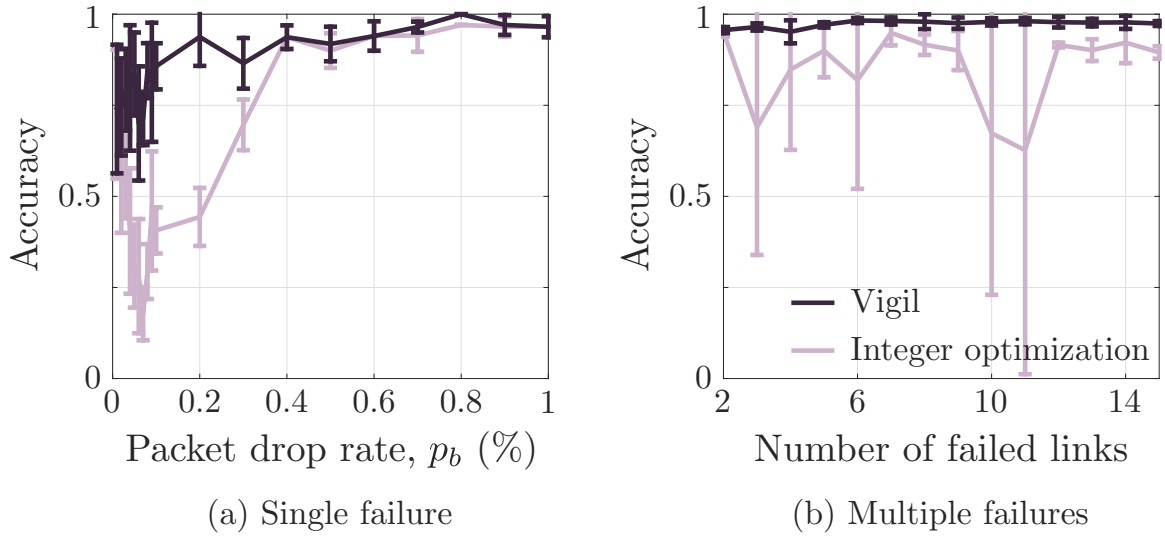 1
0.5
0
Accuracy
0 0.2 0.4 0.6 0.8 1
Packet drop rate, p_b (%)
(a) Single failure
1
0.5
0
Accuracy
Vigil
Integer optimization
2 6 10 14
Number of failed links
(b) Multiple failures